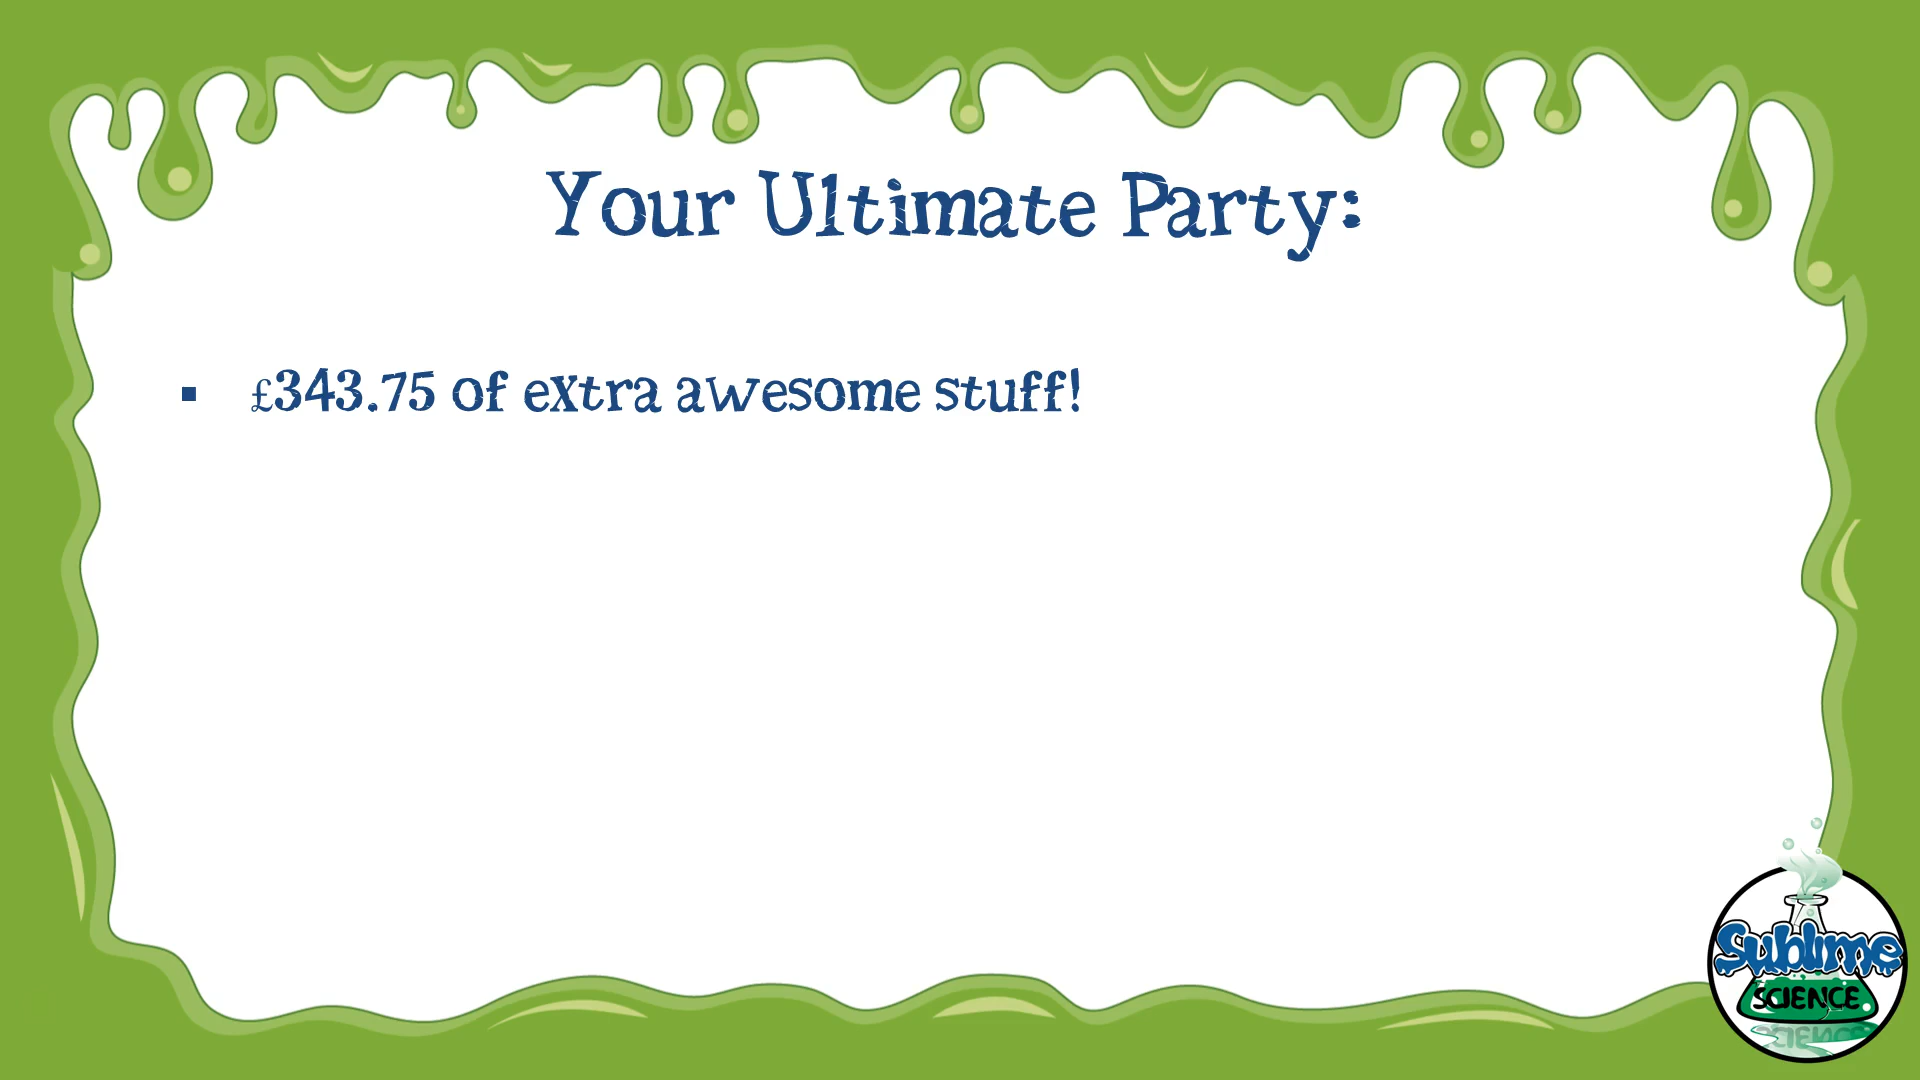 Your Ultimate Party:
▪ £343.75 of extra awesome stuff!
Sublime
SCIENCE